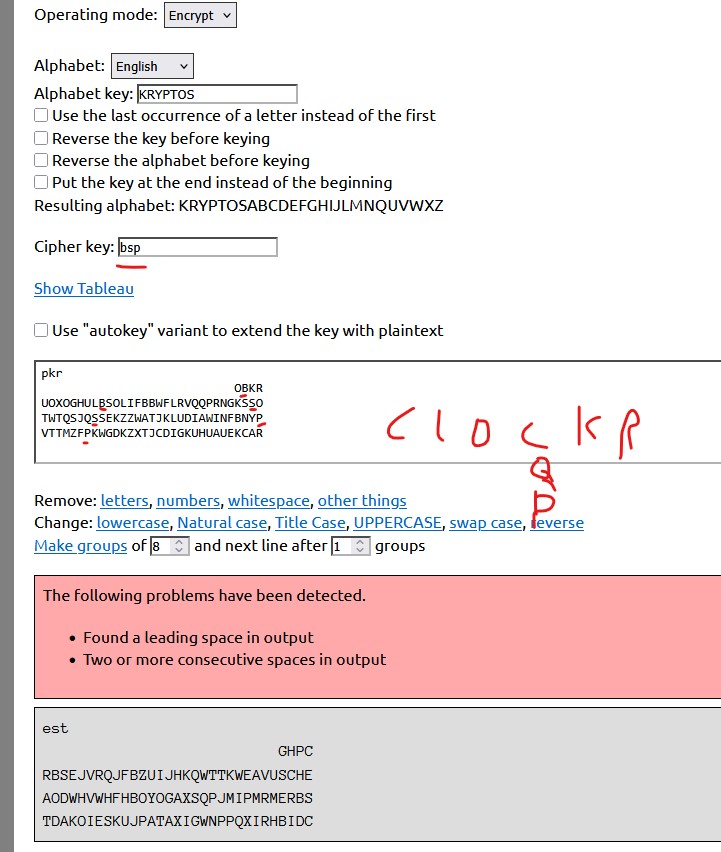 Operating mode: Encrypt
Alphabet: English
Alphabet key: KRYPTOS
Use the last occurrence of a letter instead of the first
Reverse the key before keying
Reverse the alphabet before keying
Put the key at the end instead of the beginning
Resulting alphabet: KRYPTOSABCDEFGHIJLMNQUVWXZ
Cipher key: bsp
Show Tableau
Use "autokey" variant to extend the key with plaintext
pkr
OBKR
UOXOGHULBSOLIFBBWFLRVQQPRNGKSSO
TWTQSJQSSEKZZWATJKLUDIAWINFBNYP
VTTMZFPKWGDKZXTJCDIGKUHUAUEKCAR
C l O C K R
Q
P
Remove: letters, numbers, whitespace, other things
Change: lowercase, Natural case, Title Case, UPPERCASE, swap case, reverse
Make groups of 8 and next line after 1 groups
The following problems have been detected.
• Found a leading space in output
• Two or more consecutive spaces in output
est
GHPC
RBSEJVRQJFBZUIJHKQWTTKWEAVUSCHE
AODWHVWHFHBOYOGAXSQPJMIPMRMERBS
TDAKOIESKUJPATAXIGWNPPQXIRHBIDC